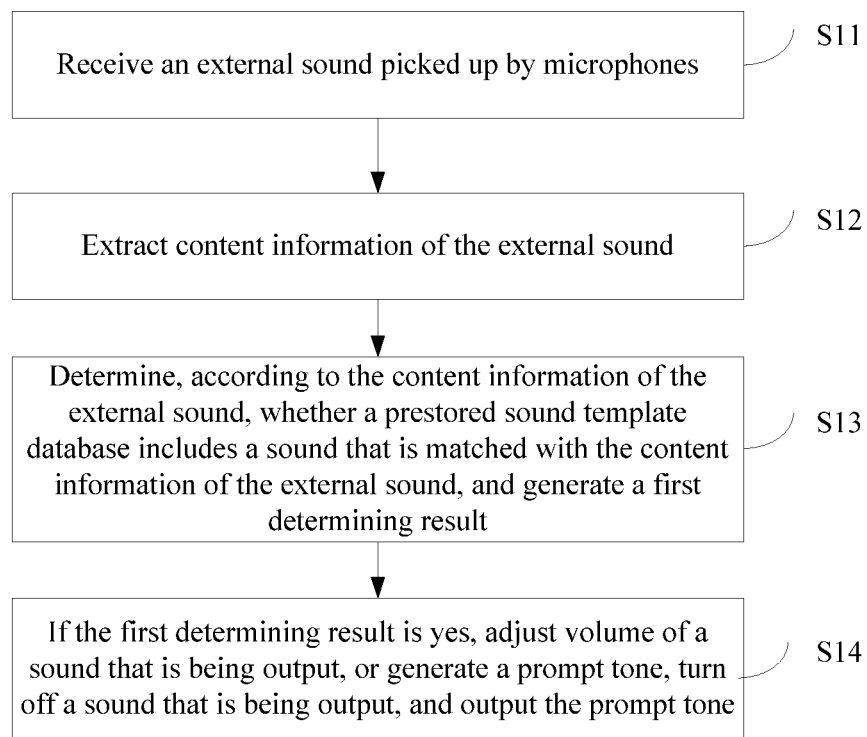 Receive an external sound picked up by microphones
S11
Extract content information of the external sound
S12
Determine, according to the content information of the
external sound, whether a prestored sound template
database includes a sound that is matched with the content
information of the external sound, and generate a first
determining result
S13
If the first determining result is yes, adjust volume of a
sound that is being output, or generate a prompt tone, turn
off a sound that is being output, and output the prompt tone
S14